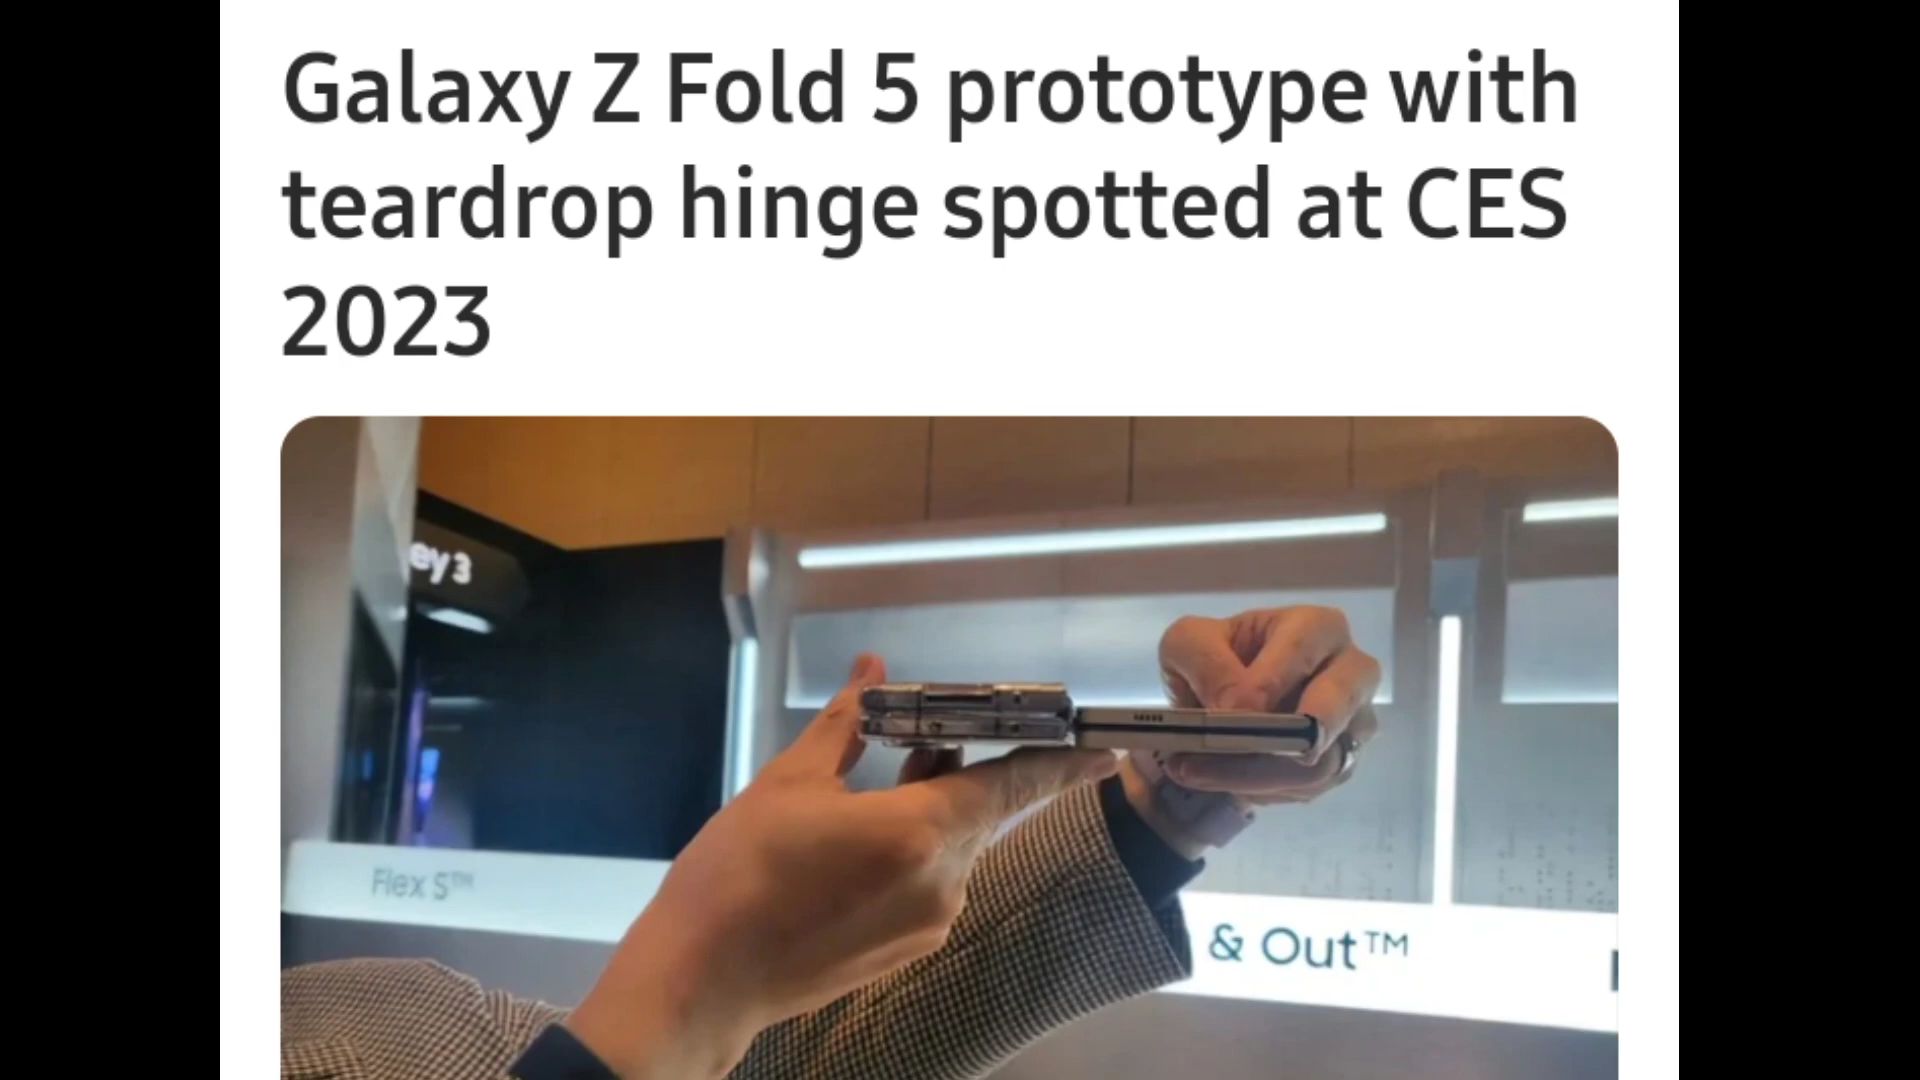 Galaxy Z Fold 5 prototype with
teardrop hinge spotted at CES
2023
ey 3
Flex S™
& Out™